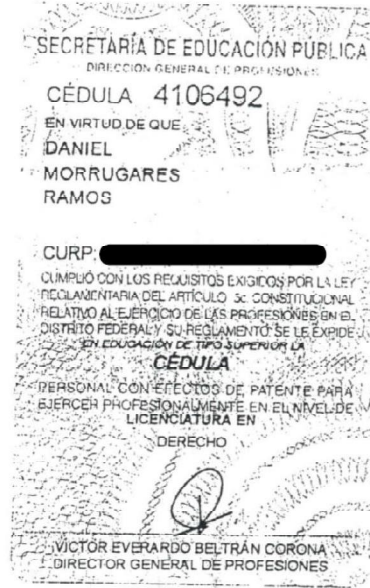 SECRETARÍA DE EDUCACIÓN PÚBLICA
DIRECCIÓN GENERAL DE PROFESIONES
CÉDULA 4106492
EN VIRTUD DE QUE
DANIEL
MORRUGARES
RAMOS
CURP:
CUMPLIÓ CON LOS REQUISITOS EXIGIDOS POR LA LEY
REGLAMENTARIA DEL ARTÍCULO 5o. CONSTITUCIONAL
RELATIVO AL EJERCICIO DE LAS PROFESIONES EN EL
DISTRITO FEDERAL Y SU REGLAMENTO SE LE EXPIDE
EN EDUCACIÓN DE TIPO SUPERIOR LA
CÉDULA
PERSONAL CON EFECTOS DE PATENTE PARA
EJERCER PROFESIONALMENTE EN EL NIVEL DE
LICENCIATURA EN
DERECHO
VICTOR EVERARDO BELTRÁN CORONA
DIRECTOR GENERAL DE PROFESIONES